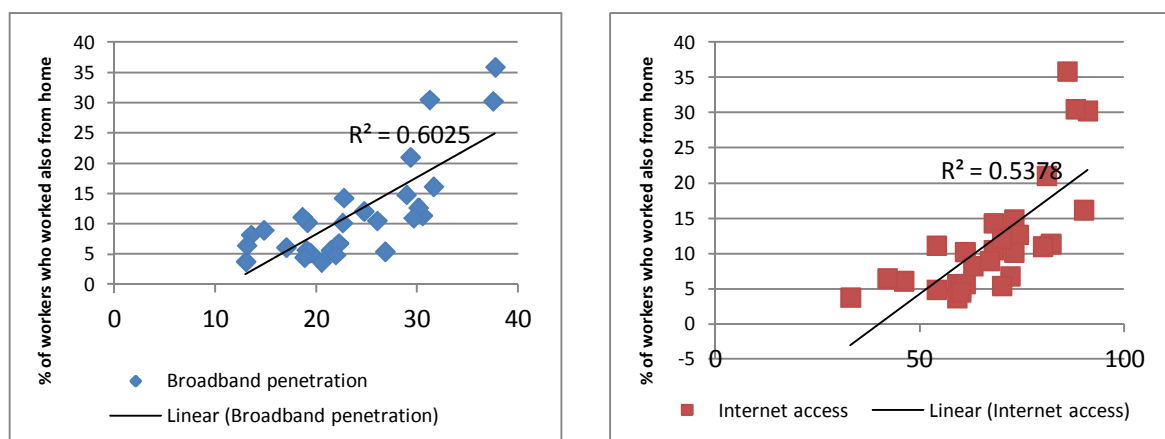 % of workers who worked also from home
40
35
30
25
20
15
10
5
0
R² = 0.6025
0 10 20 30 40
Broadband penetration
Linear (Broadband penetration)
% of workers who worked also from home
40
35
30
25
20
15
10
5
0
-5
R² = 0.5378
0 50 100
Internet access Linear (Internet access)